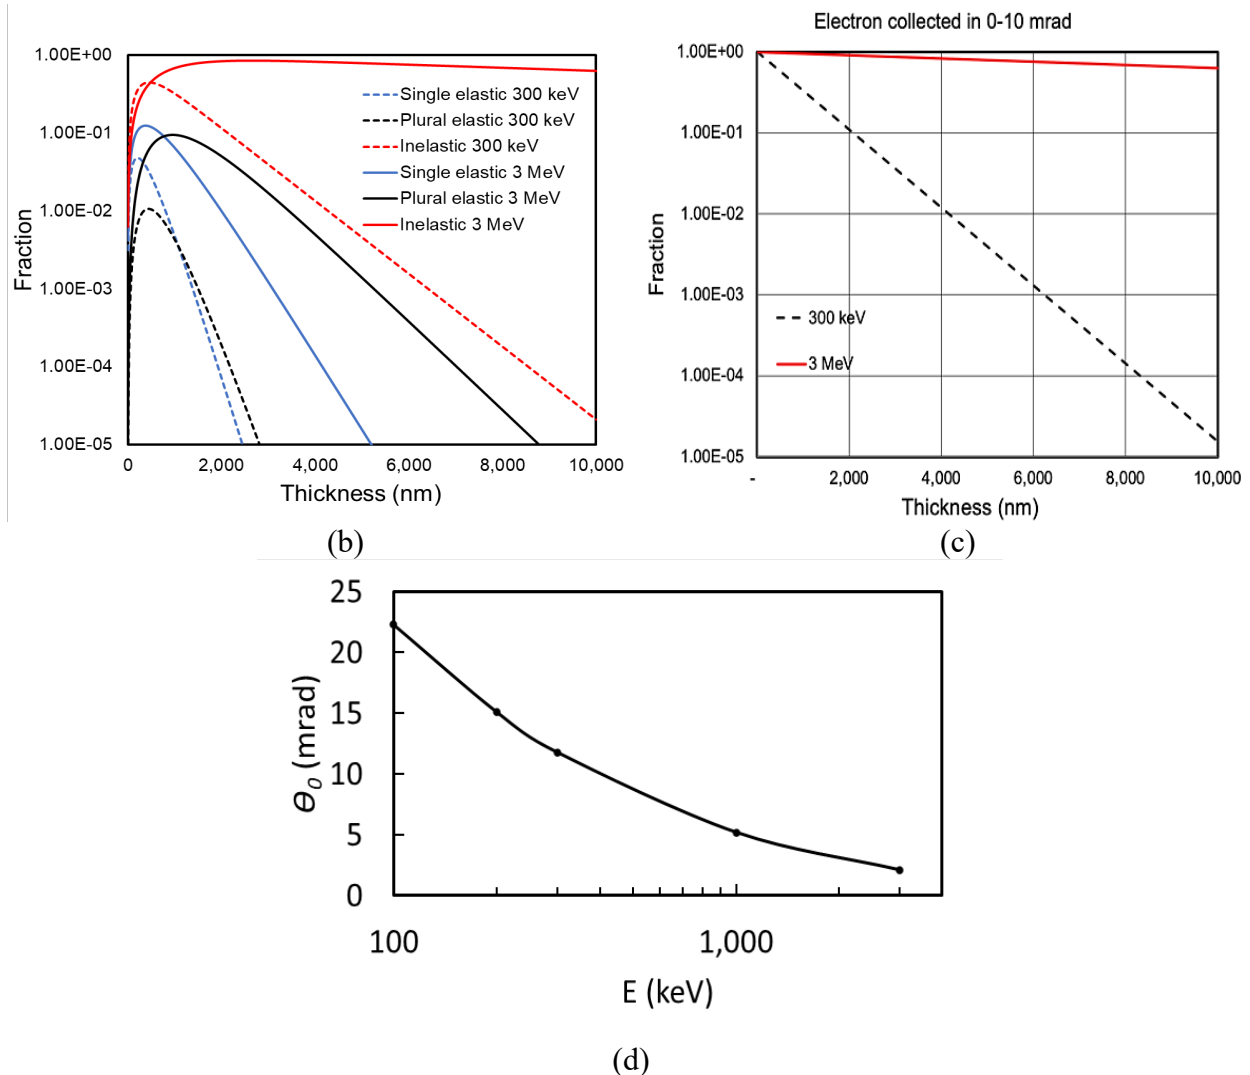 1.00E+00
1.00E-01
1.00E-02
1.00E-03
1.00E-04
1.00E-05
Fraction
Single elastic 300 keV
Plural elastic 300 keV
Inelastic 300 keV
Single elastic 3 MeV
Plural elastic 3 MeV
Inelastic 3 MeV
0 2,000 4,000 6,000 8,000 10,000
Thickness (nm)
(b)
Electron collected in 0-10 mrad
1.00E+00
1.00E-01
1.00E-02
1.00E-03
1.00E-04
1.00E-05
Fraction
300 keV
3 MeV
- 2,000 4,000 6,000 8,000 10,000
Thickness (nm)
(c)
25
20
15
10
5
0
Θ0 (mrad)
100 1,000
E (keV)
(d)